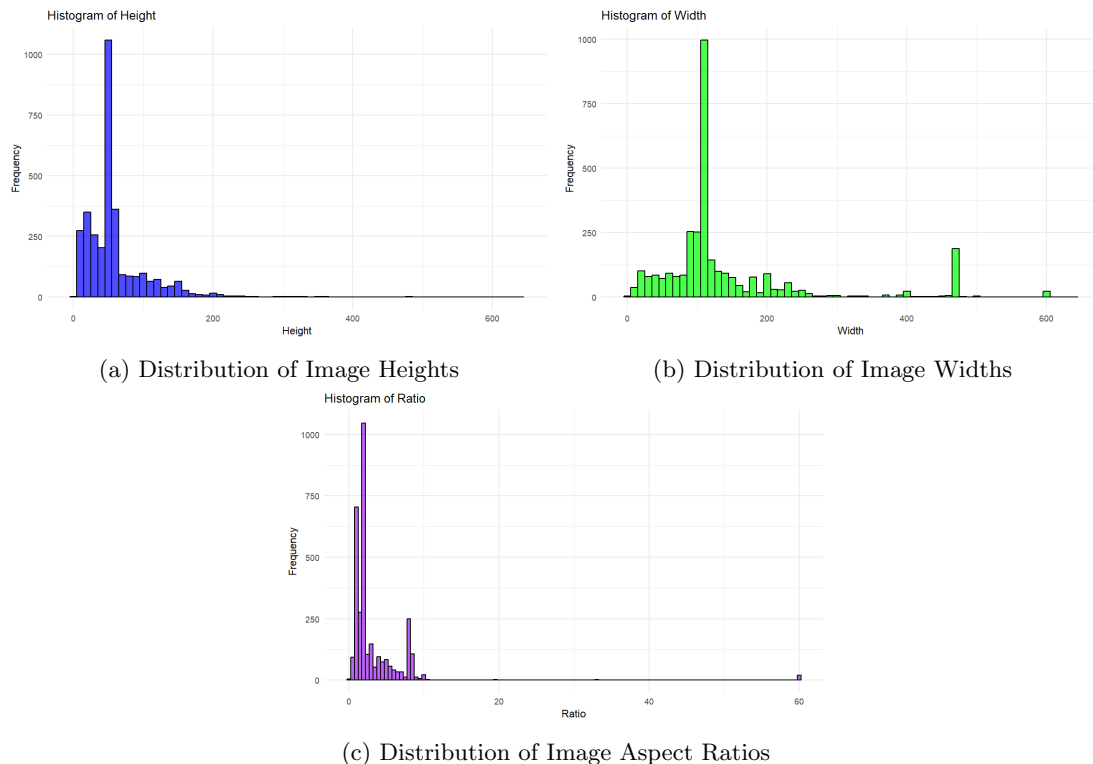 Histogram of Height
1000
750
500
250
0
Frequency
0 200 400 600
Height
(a) Distribution of Image Heights
Histogram of Width
1000
750
500
250
0
Frequency
0 200 400 600
Width
(b) Distribution of Image Widths
Histogram of Ratio
1000
750
500
250
0
Frequency
0 20 40 60
Ratio
(c) Distribution of Image Aspect Ratios